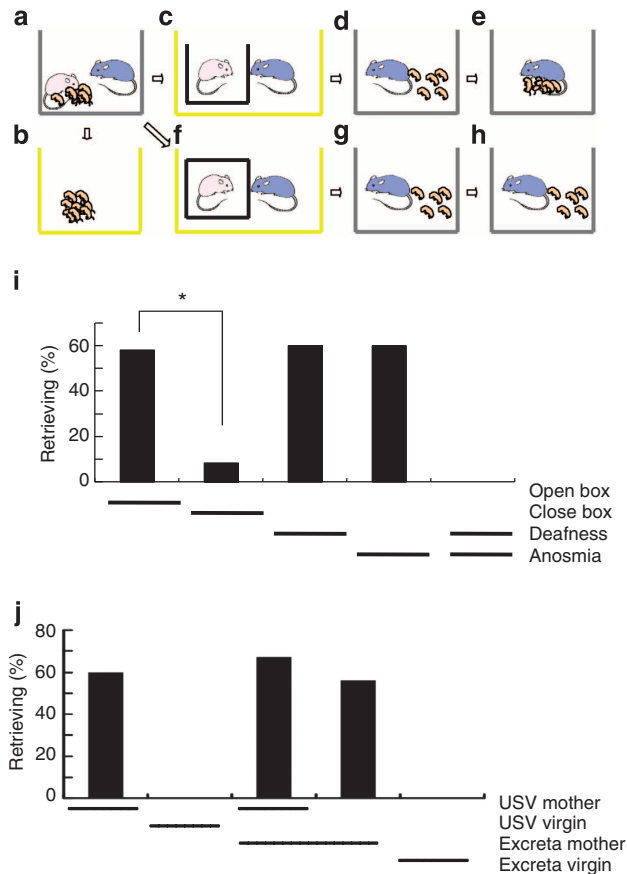 a c d e
b f g h
i
*
Retrieving (%)
60
40
20
0
Open box
Close box
Deafness
Anosmia
j
Retrieving (%)
80
60
40
20
0
USV mother
USV virgin
Excreta mother
Excreta virgin